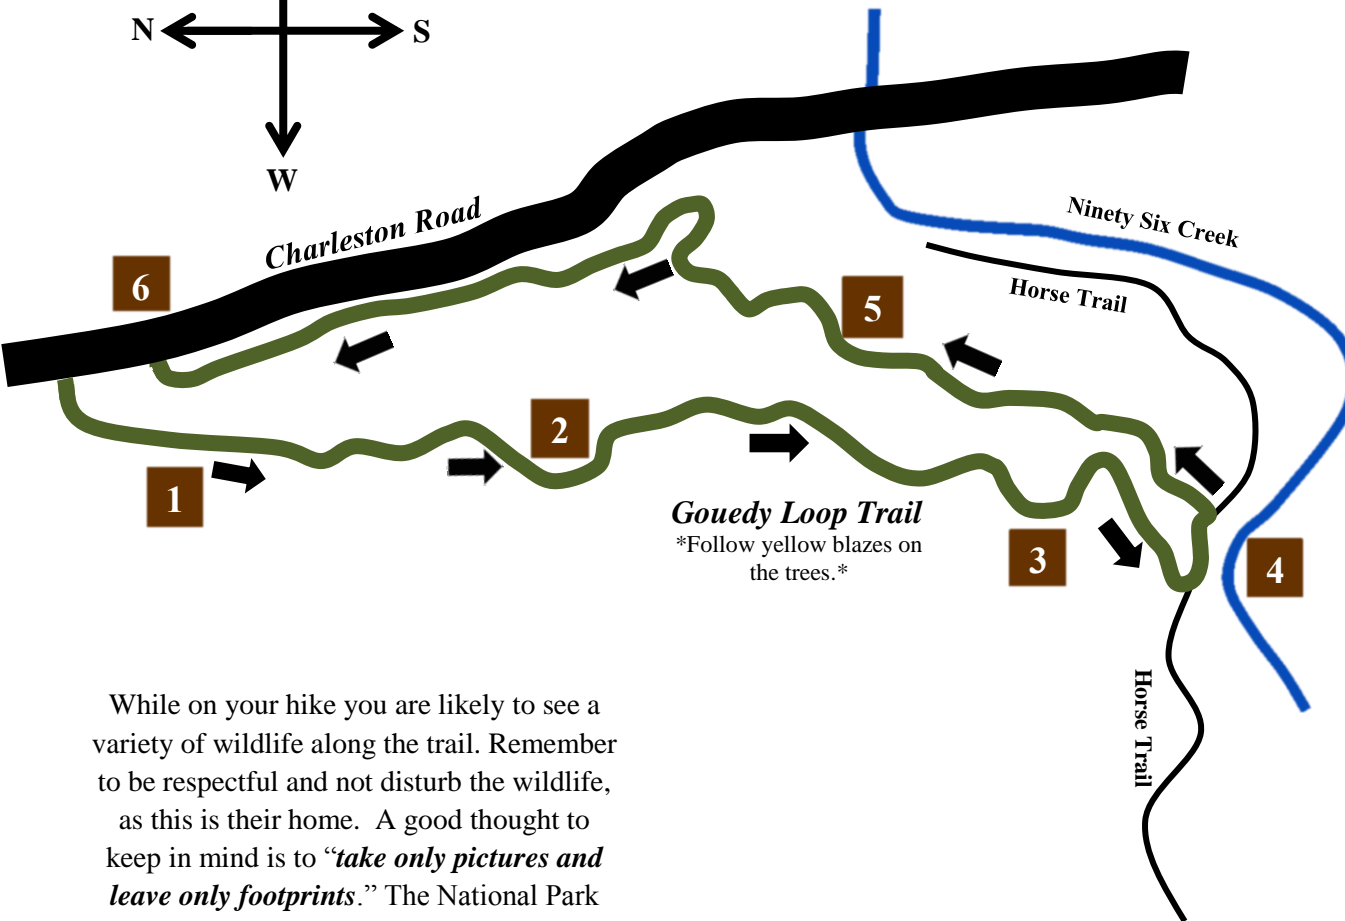 N
S
W
Charleston Road
Ninety Six Creek
Horse Trail
6
5
2
1
Gouedy Loop Trail
*Follow yellow blazes on
the trees.*
3
4
Horse Trail
While on your hike you are likely to see a
variety of wildlife along the trail. Remember
to be respectful and not disturb the wildlife,
as this is their home.  A good thought to
keep in mind is to “take only pictures and
leave only footprints.” The National Park